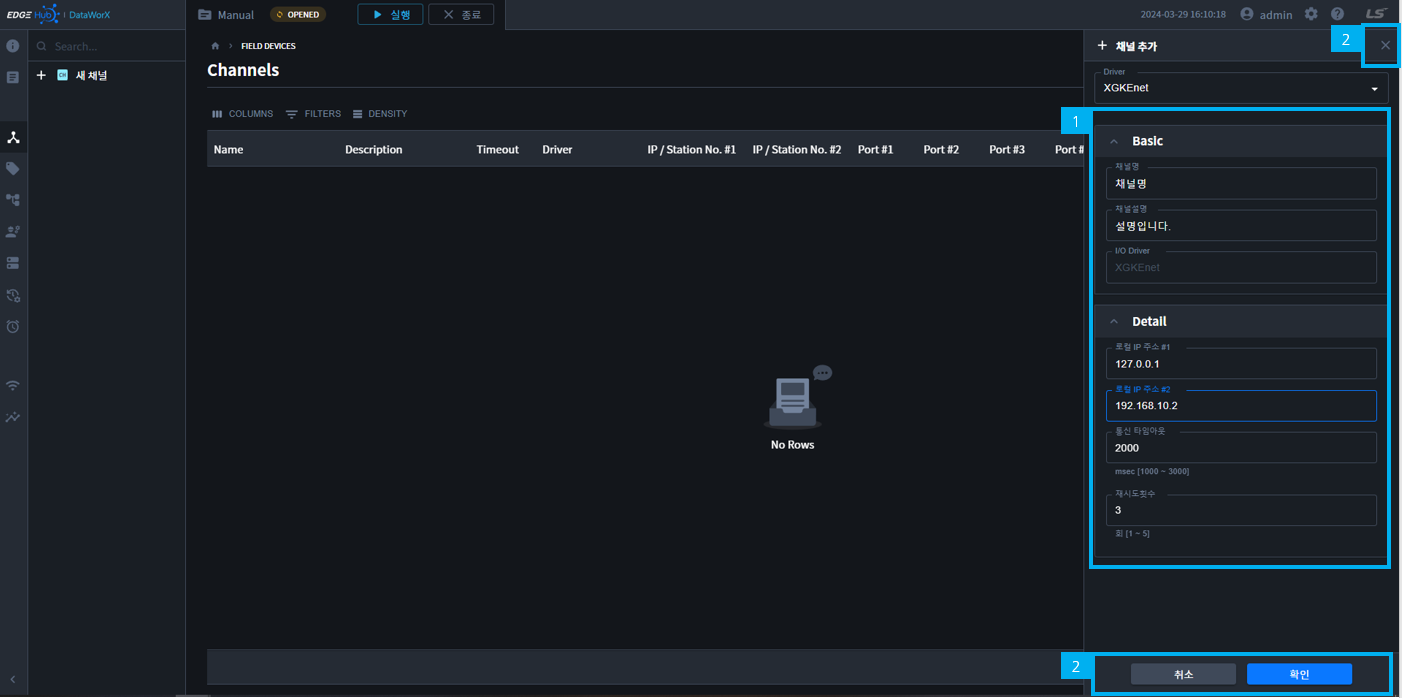 EDGE Hub | DataWorX
Manual
OPENED
실행
종료
2024-03-29 16:10:18
admin
LS
Search...
CH 새 채널
FIELD DEVICES
Channels
COLUMNS
FILTERS
DENSITY
Name Description Timeout Driver IP / Station No. #1 IP / Station No. #2 Port #1 Port #2 Port #3 Port #
No Rows
2
채널 추가
Driver
XGKEnet
1
Basic
채널명
채널명
채널설명
설명입니다.
I/O Driver
XGKEnet
Detail
로컬 IP 주소 #1
127.0.0.1
로컬 IP 주소 #2
192.168.10.2
통신 타임아웃
2000
msec [1000 ~ 3000]
재시도횟수
3
회 [1 ~ 5]
2
취소
확인